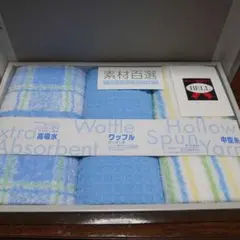 素材百選
BELL
Extra Waffle Hollow
高吸水 ワッフル 中空糸
Absorbent Spun Yarn